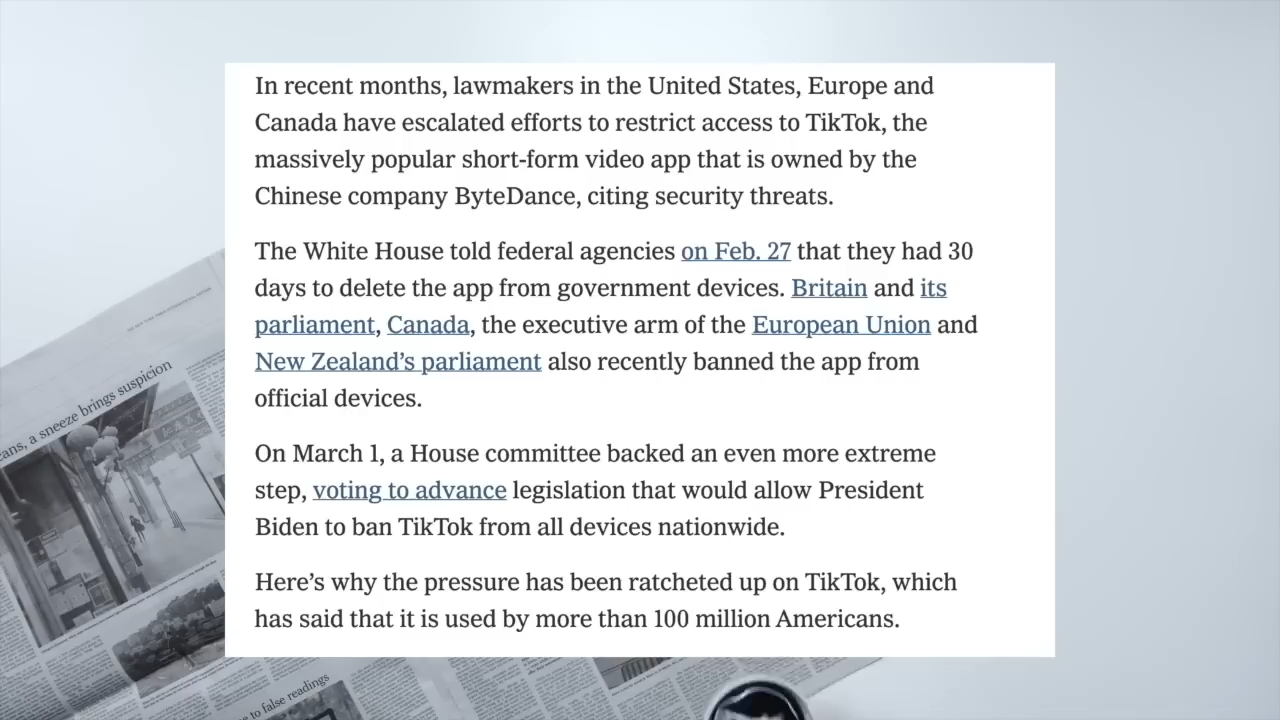 In recent months, lawmakers in the United States, Europe and
Canada have escalated efforts to restrict access to TikTok, the
massively popular short-form video app that is owned by the
Chinese company ByteDance, citing security threats.
The White House told federal agencies on Feb. 27 that they had 30
days to delete the app from government devices. Britain and its
parliament, Canada, the executive arm of the European Union and
New Zealand’s parliament also recently banned the app from
official devices.
On March 1, a House committee backed an even more extreme
step, voting to advance legislation that would allow President
Biden to ban TikTok from all devices nationwide.
Here’s why the pressure has been ratcheted up on TikTok, which
has said that it is used by more than 100 million Americans.
cans, a sneeze brings suspicion
to false readings